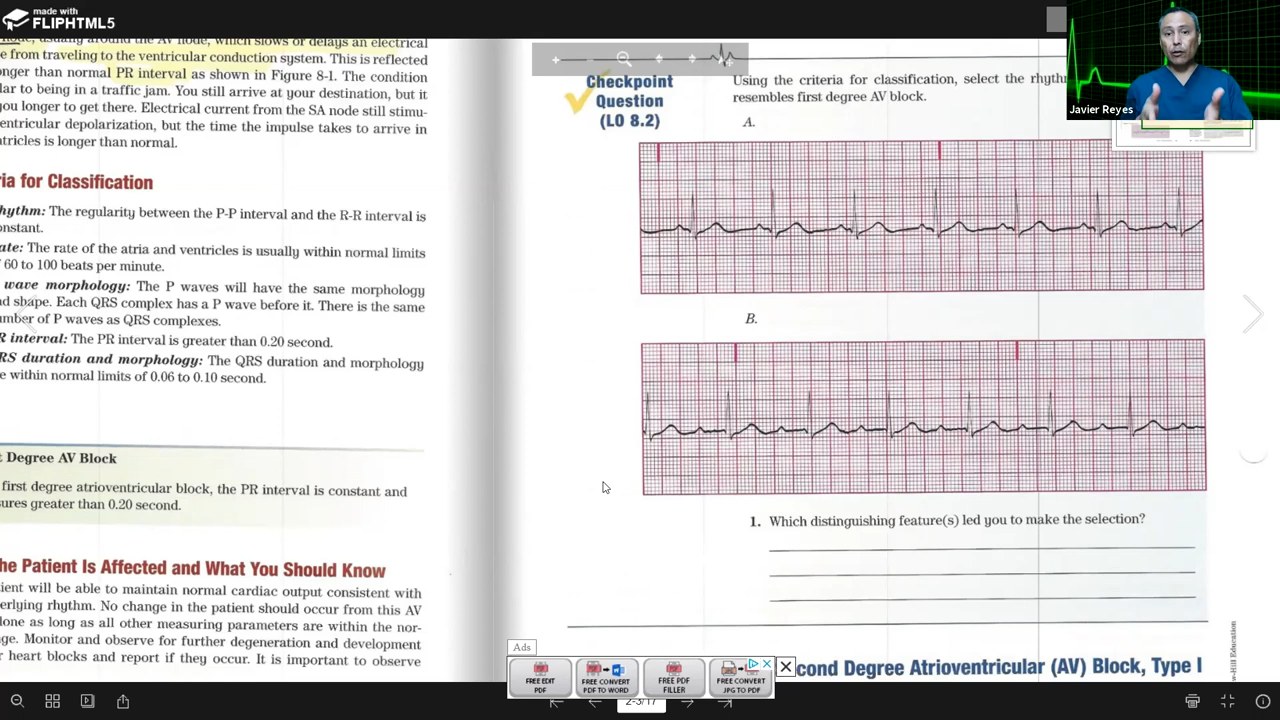 made with
FLIPHTML5
node, usually around the AV node, which slows or delays an electrical
e from traveling to the ventricular conduction system. This is reflected
onger than normal PR interval as shown in Figure 8-1. The condition
lar to being in a traffic jam. You still arrive at your destination, but it
you longer to get there. Electrical current from the SA node still stimu-
entricular depolarization, but the time the impulse takes to arrive in
tricles is longer than normal.
ria for Classification
hythm: The regularity between the P-P interval and the R-R interval is
onstant.
ate: The rate of the atria and ventricles is usually within normal limits
f 60 to 100 beats per minute.
wave morphology: The P waves will have the same morphology
nd shape. Each QRS complex has a P wave before it. There is the same
umber of P waves as QRS complexes.
R interval: The PR interval is greater than 0.20 second.
RS duration and morphology: The QRS duration and morphology
e within normal limits of 0.06 to 0.10 second.
t Degree AV Block
first degree atrioventricular block, the PR interval is constant and
sures greater than 0.20 second.
he Patient Is Affected and What You Should Know
tient will be able to maintain normal cardiac output consistent with
derlying rhythm. No change in the patient should occur from this AV
lone as long as all other measuring parameters are within the nor-
nge. Monitor and observe for further degeneration and development
r heart blocks and report if they occur. It is important to observe
Checkpoint
Question
(LO 8.2)
Using the criteria for classification, select the rhyth
resembles first degree AV block.
A.
B.
1. Which distinguishing feature(s) led you to make the selection?
cond Degree Atrioventricular (AV) Block, Type I
w-Hill Education
Javier Reyes
Ads
FREE EDIT
PDF
FREE CONVERT
PDF TO WORD
FREE PDF
FILLER
FREE CONVERT
JPG TO PDF
2-3/17